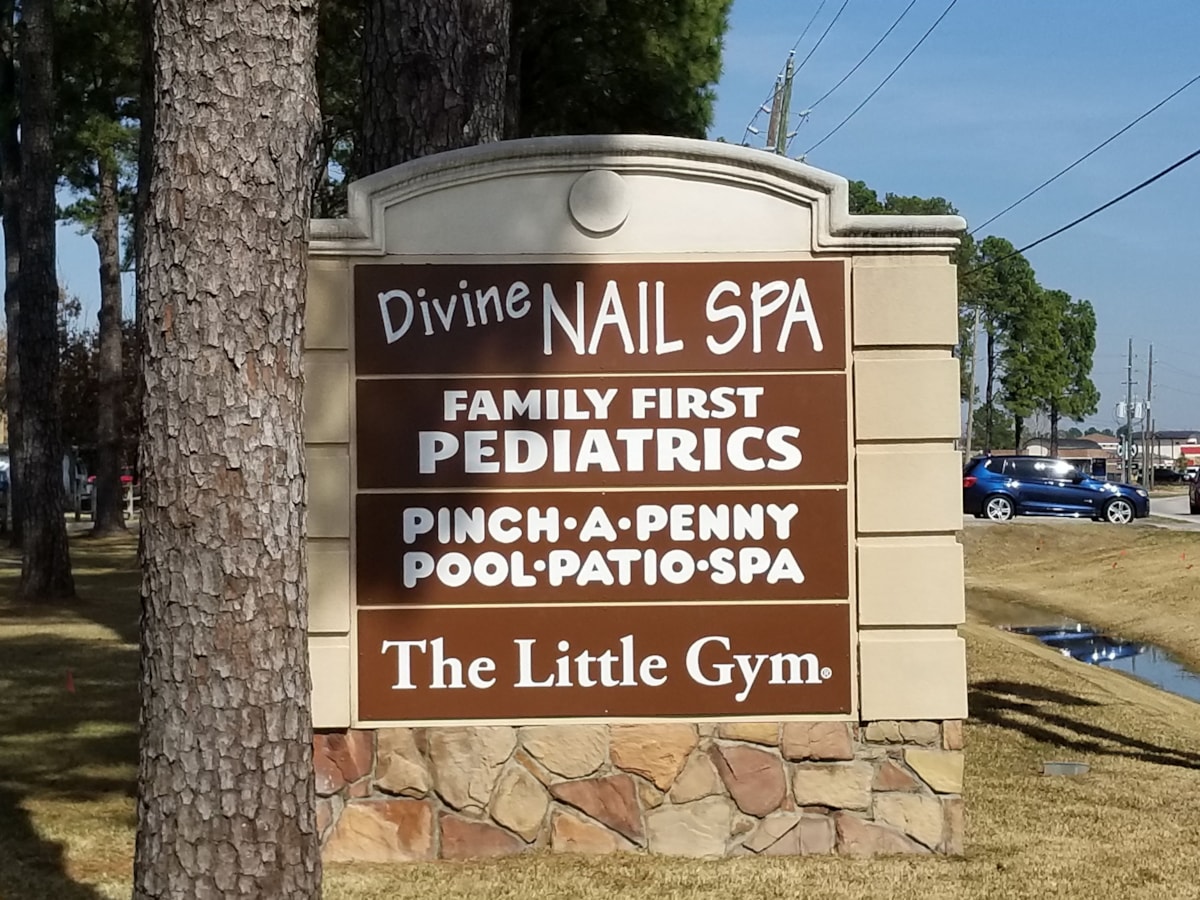 Divine NAIL SPA
FAMILY FIRST
PEDIATRICS
PINCH·A·PENNY
POOL·PATIO·SPA
The Little Gym®